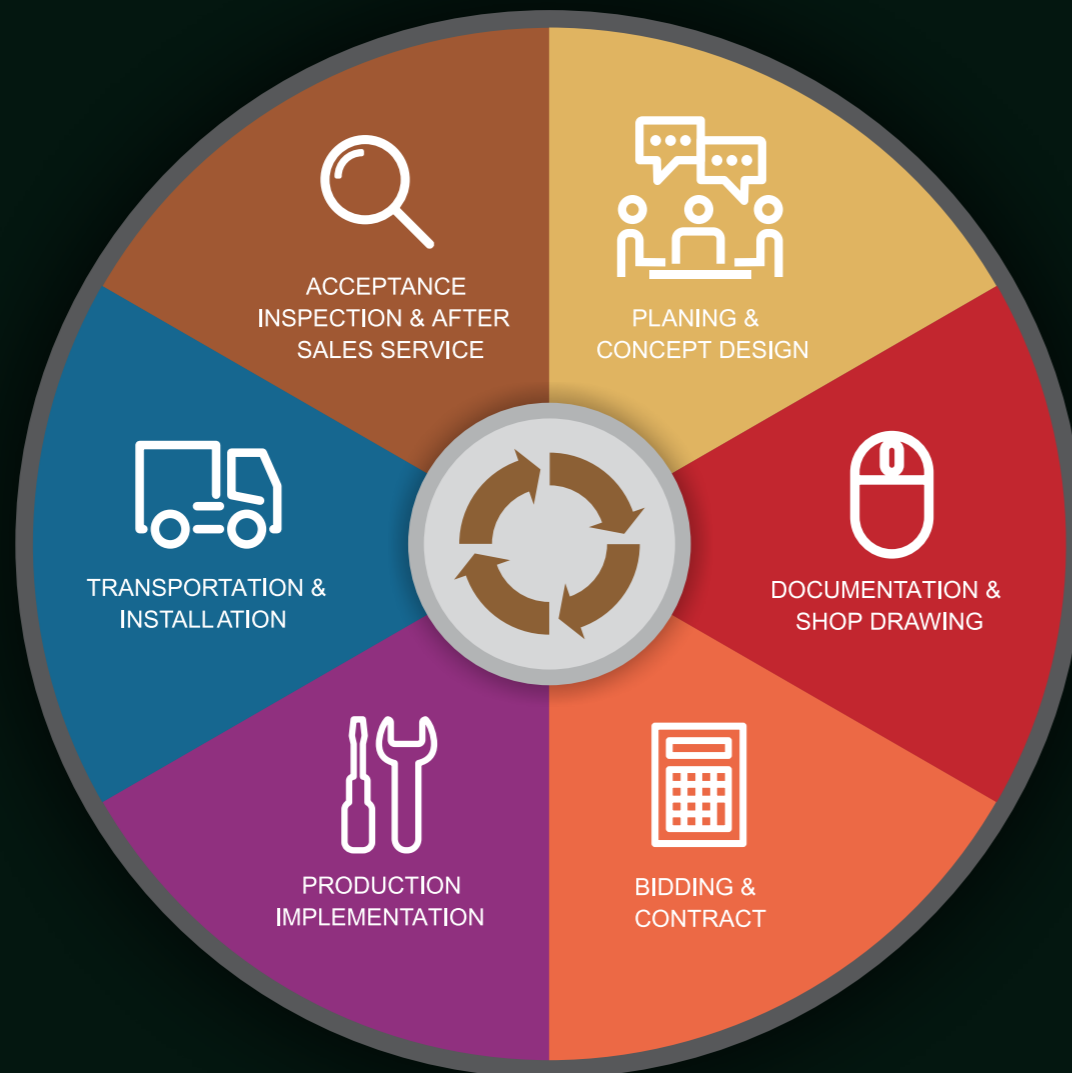 ACCEPTANCE
INSPECTION & AFTER
SALES SERVICE
PLANING &
CONCEPT DESIGN
TRANSPORTATION &
INSTALLATION
DOCUMENTATION &
SHOP DRAWING
PRODUCTION
IMPLEMENTATION
BIDDING &
CONTRACT